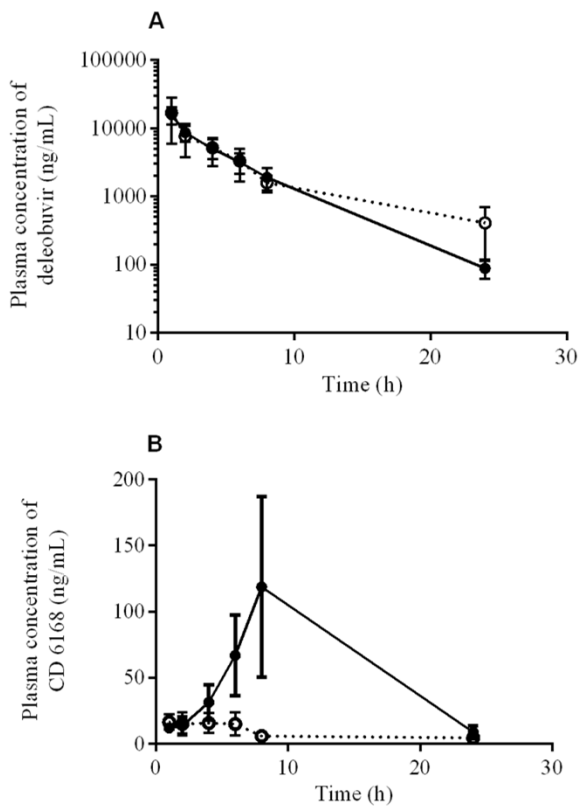 A
Plasma concentration of
deleobuvir (ng/mL)
100000
10000
1000
100
10
0
10
20
30
Time (h)
B
Plasma concentration of
CD 6168 (ng/mL)
200
150
100
50
0
0
10
20
30
Time (h)